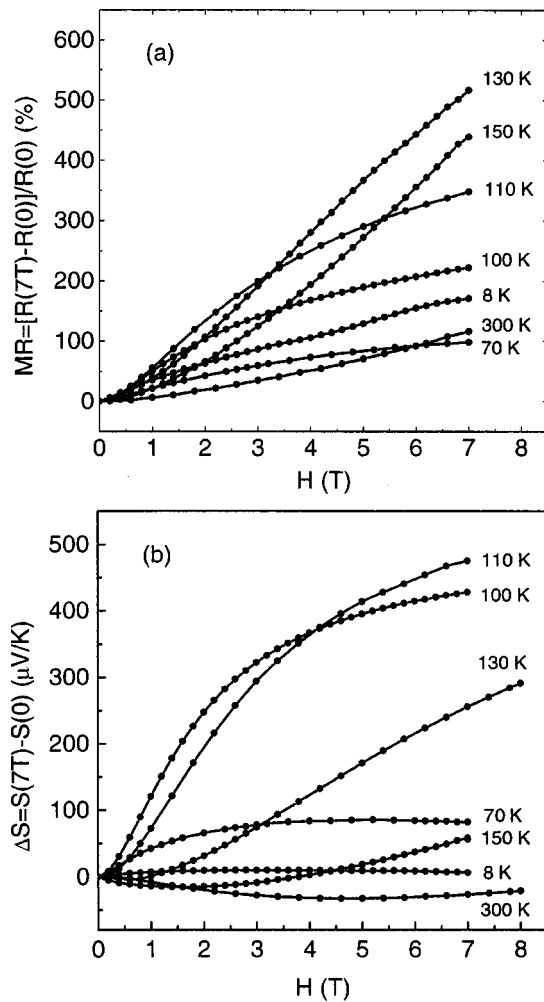 600
(a)
130 K
500
150 K
400
110 K
300
100 K
200
8 K
100
300 K
70 K
0
MR=[R(7T)-R(0)]/R(0) (%)
0 1 2 3 4 5 6 7 8
H (T)
500
(b)
110 K
100 K
400
130 K
300
200
100
70 K
150 K
0
8 K
300 K
ΔS=S(7T)-S(0) (μV/K)
0 1 2 3 4 5 6 7 8
H (T)